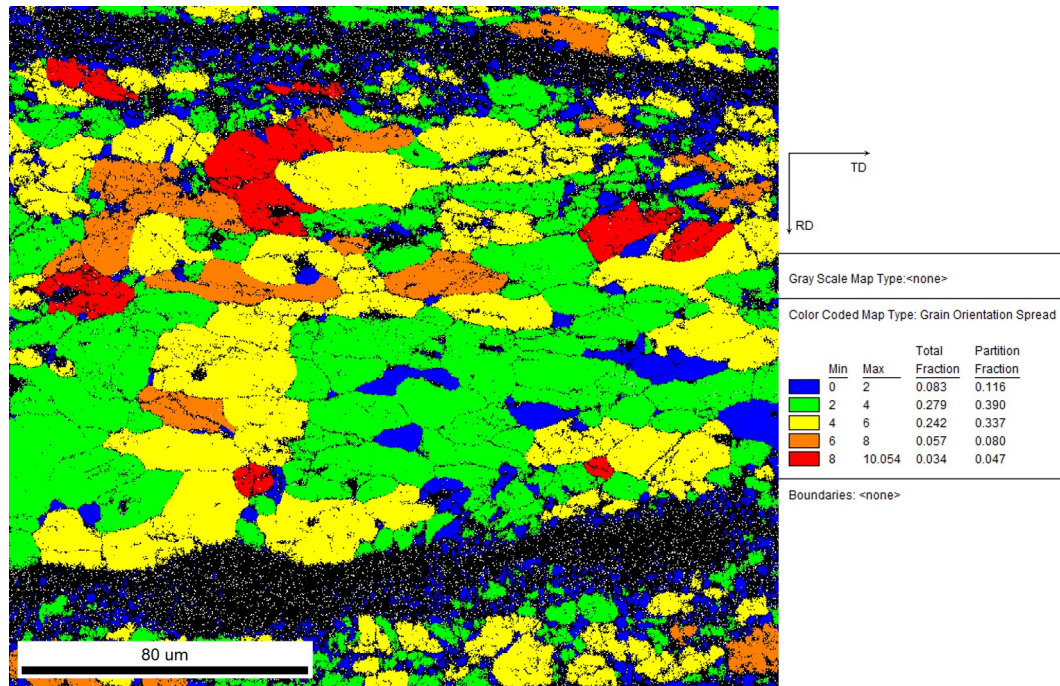 TD
RD
Gray Scale Map Type:<none>
Color Coded Map Type: Grain Orientation Spread
Total Partition
Min Max Fraction Fraction
0 2 0.083 0.116
2 4 0.279 0.390
4 6 0.242 0.337
6 8 0.057 0.080
8 10.054 0.034 0.047
Boundaries: <none>
80 um